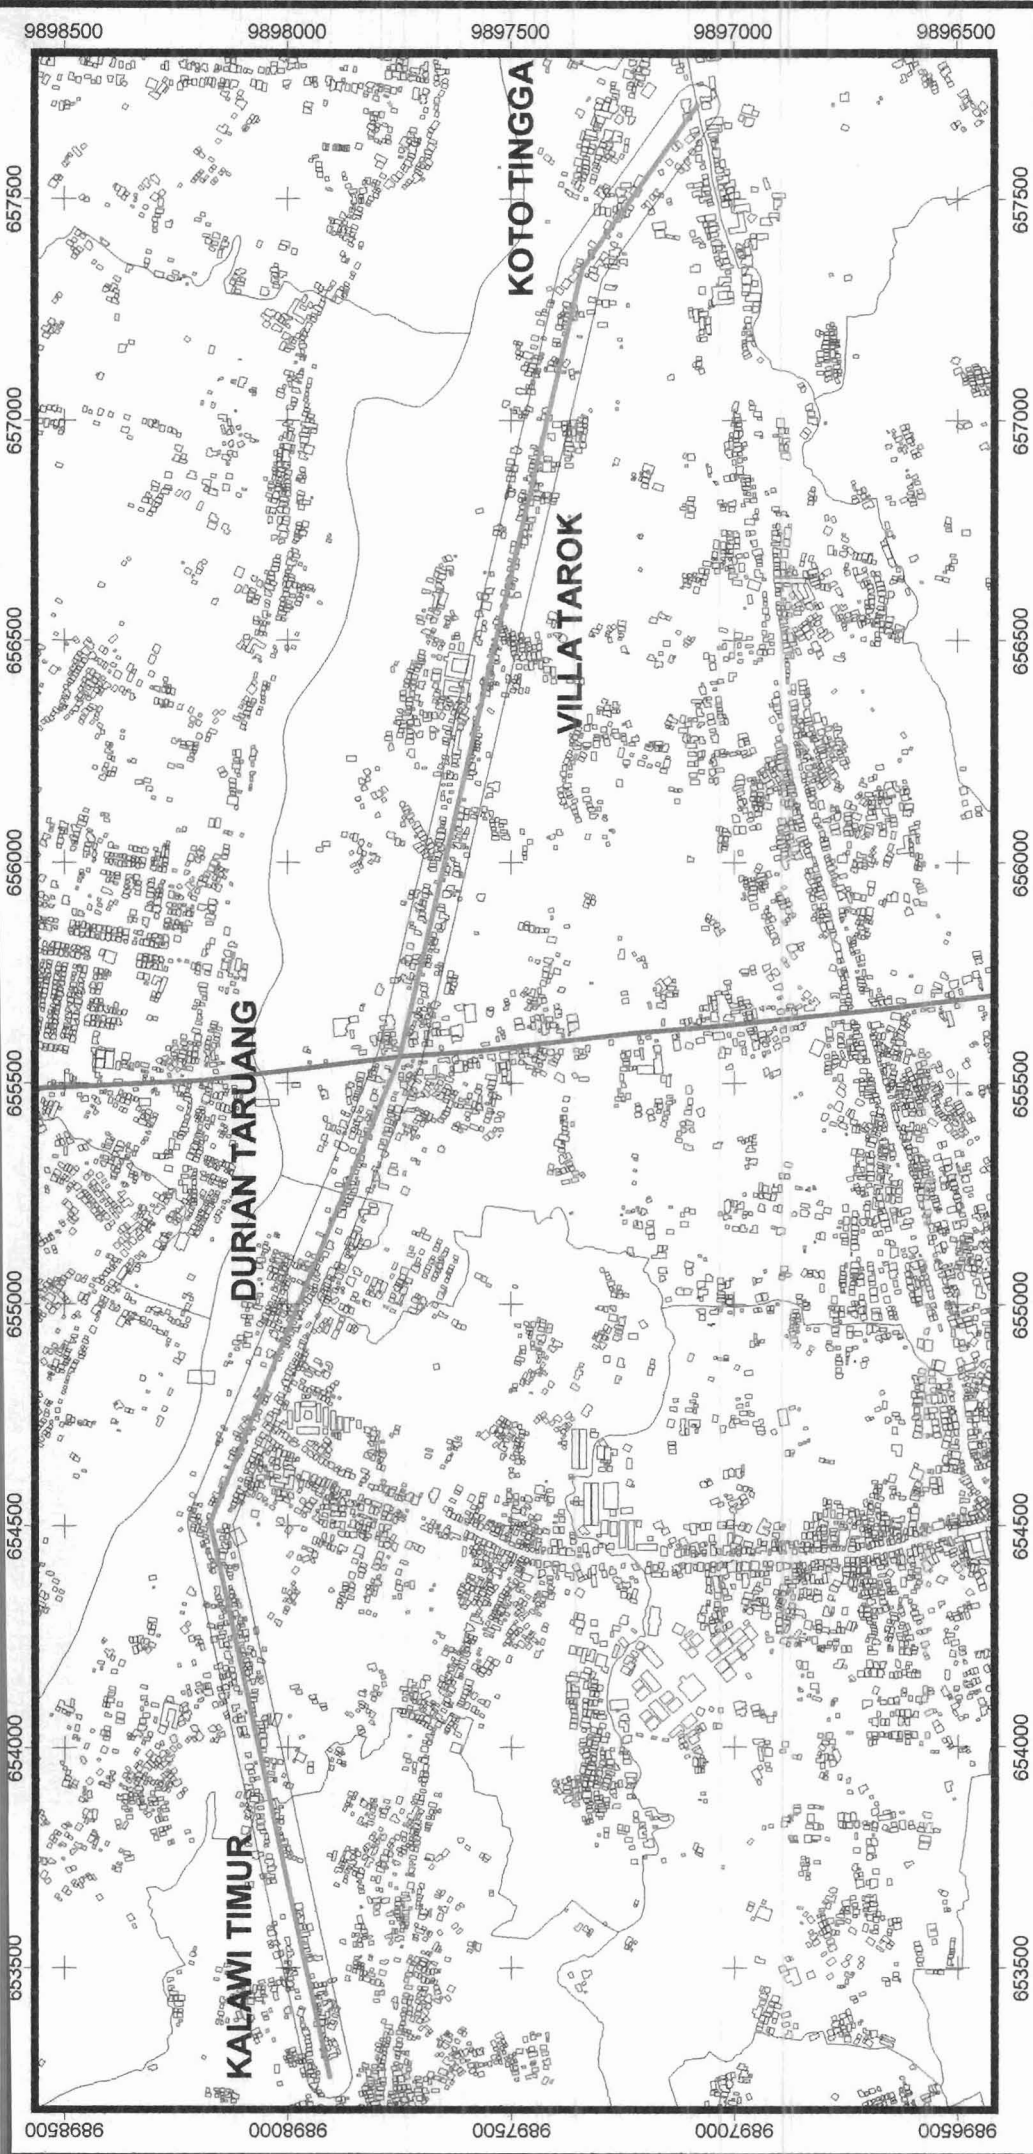 9898500 9898000 9897500 9897000 9896500
657500 657500
657000 657000
656500 656500
656000 656000
655500 655500
655000 655000
654500 654500
654000 654000
653500 653500
KOTO TINGGA
VILLA TAROK
DURIAN TARUANG
KALAWI TIMUR
9898500 9898000 9897500 9897000 9896500